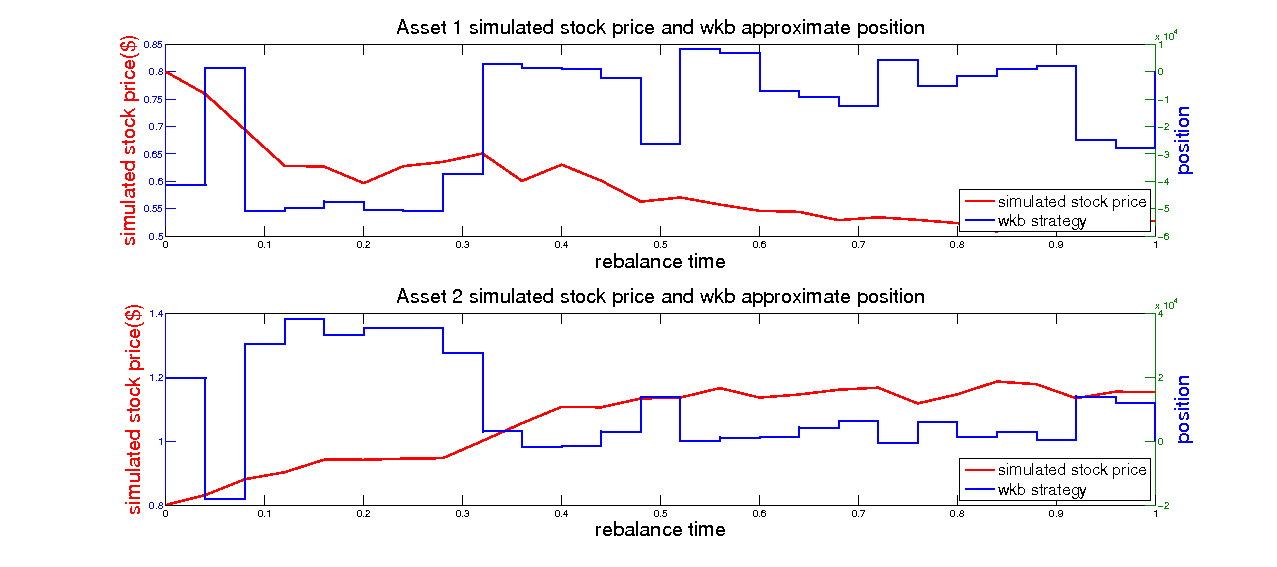 Asset 1 simulated stock price and wkb approximate position
x 10^4
simulated stock price($)
0.85
0.8
0.75
0.7
0.65
0.6
0.55
0.5
1
0
-1
-2
-3
-4
-5
-6
position
simulated stock price
wkb strategy
0 0.1 0.2 0.3 0.4 0.5 0.6 0.7 0.8 0.9 1
rebalance time
Asset 2 simulated stock price and wkb approximate position
x 10^4
simulated stock price($)
1.4
1.2
1
0.8
4
2
0
-2
position
simulated stock price
wkb strategy
0 0.1 0.2 0.3 0.4 0.5 0.6 0.7 0.8 0.9 1
rebalance time